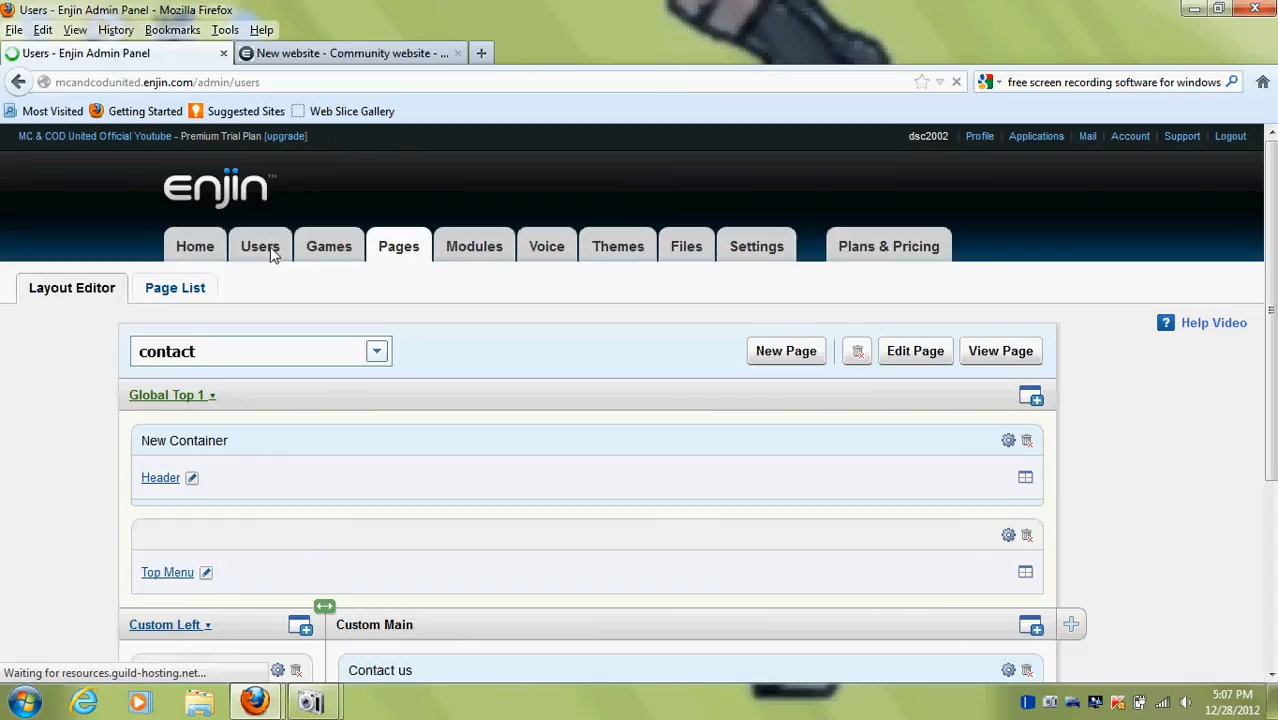 Users - Enjin Admin Panel - Mozilla Firefox
File Edit View History Bookmarks Tools Help
Users - Enjin Admin Panel × New website - Community website - ... × +
mcandcodunited.enjin.com/admin/users free screen recording software for windows
Most Visited Getting Started Suggested Sites Web Slice Gallery
MC & COD United Official Youtube - Premium Trial Plan [upgrade] dsc2002 | Profile | Applications | Mail | Account | Support | Logout
enjin™
Home Users Games Pages Modules Voice Themes Files Settings Plans & Pricing
Layout Editor Page List
? Help Video
contact New Page Edit Page View Page
Global Top 1
New Container
Header
Top Menu
Custom Left Custom Main
Contact us
Waiting for resources.guild-hosting.net...
5:07 PM
12/28/2012